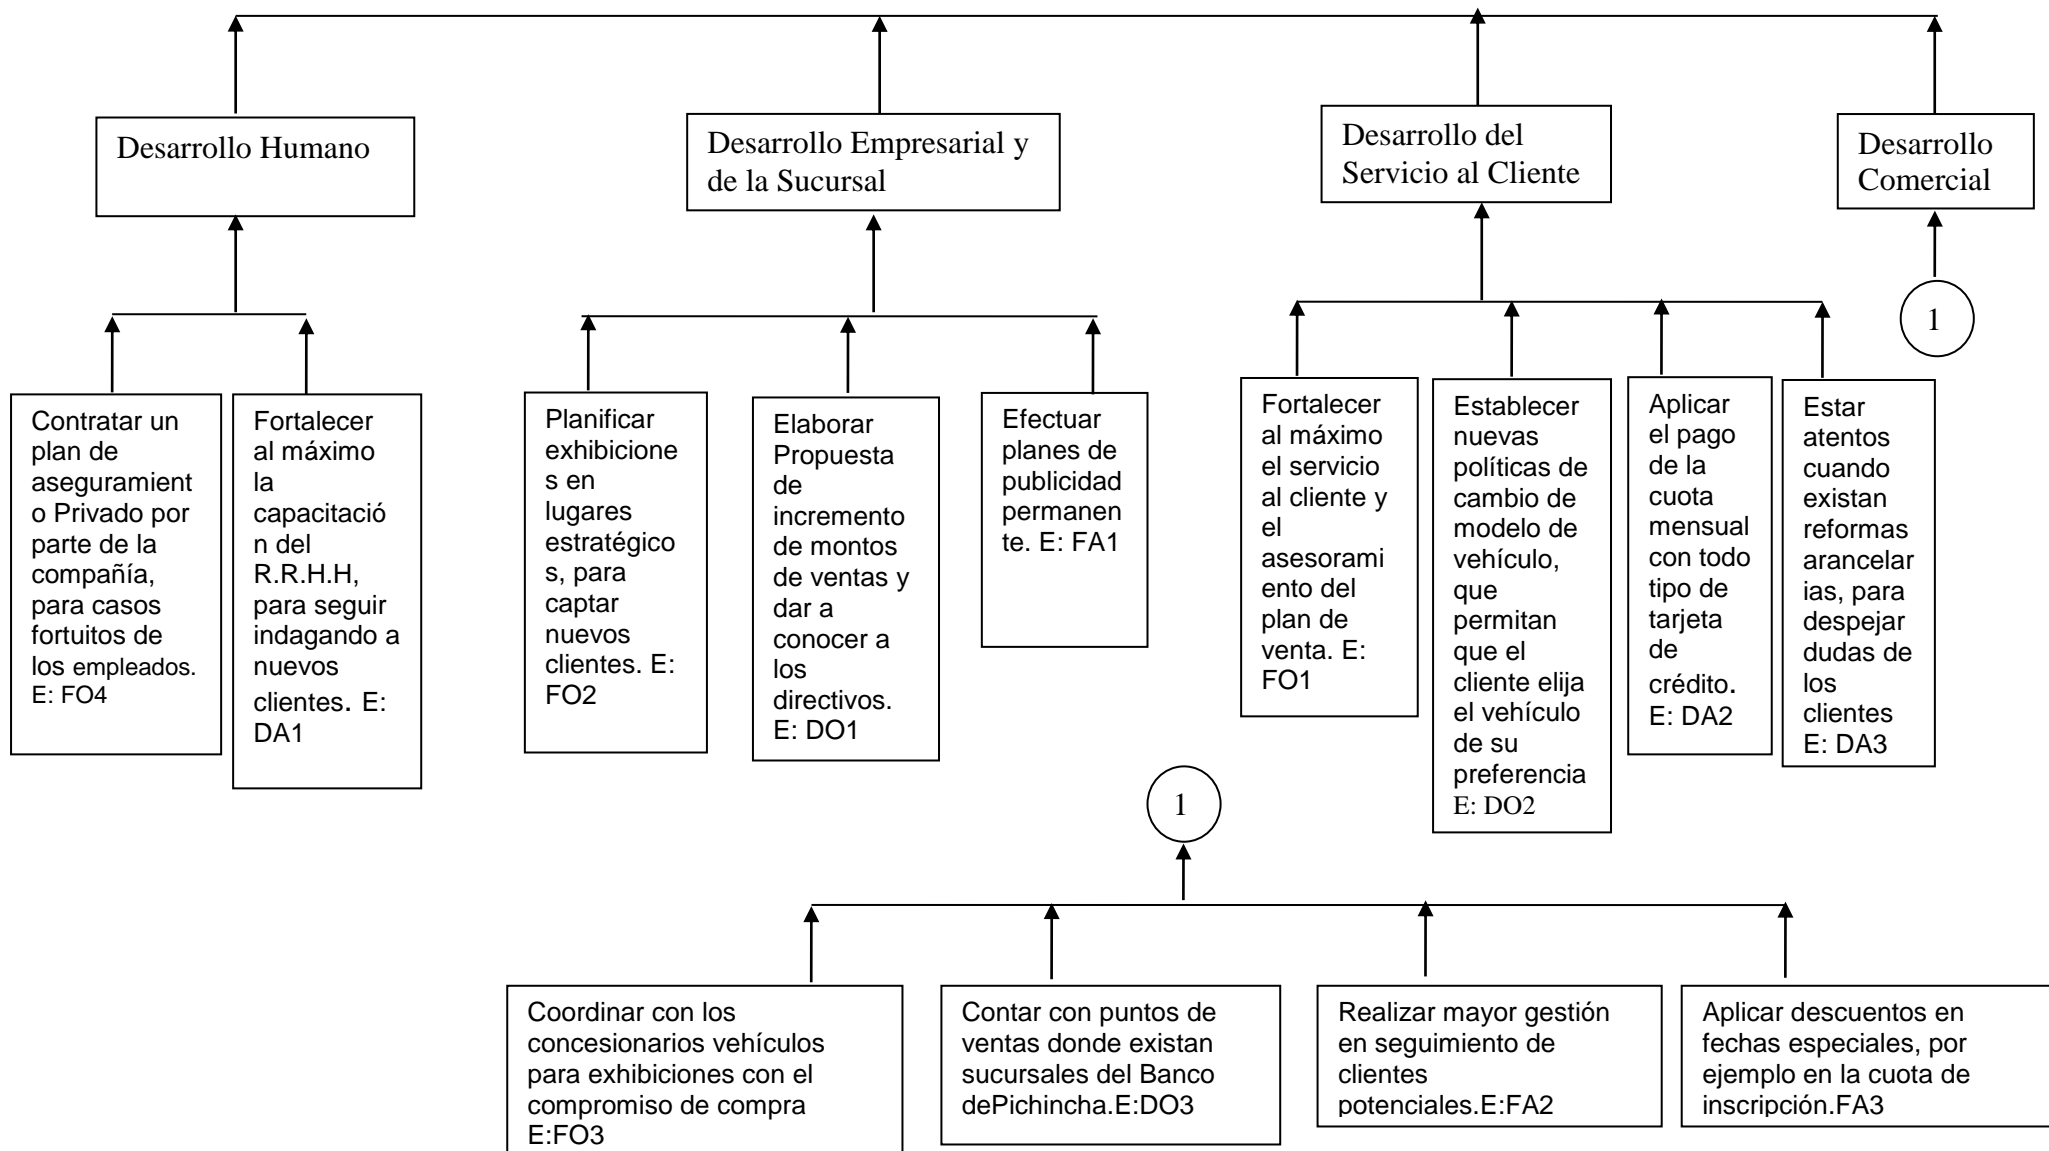 Desarrollo Humano
Desarrollo Empresarial y
de la Sucursal
Desarrollo del
Servicio al Cliente
Desarrollo
Comercial
1
Contratar un
plan de
aseguramient
o Privado por
parte de la
compañía,
para casos
fortuitos de
los empleados.
E: FO4
Fortalecer
al máximo
la
capacitació
n del
R.R.H.H,
para seguir
indagando a
nuevos
clientes. E:
DA1
Planificar
exhibicione
s en
lugares
estratégico
s, para
captar
nuevos
clientes. E:
FO2
Elaborar
Propuesta
de
incremento
de montos
de ventas y
dar a
conocer a
los
directivos.
E: DO1
Efectuar
planes de
publicidad
permanen
te. E: FA1
Fortalecer
al máximo
el servicio
al cliente y
el
asesorami
ento del
plan de
venta. E:
FO1
Establecer
nuevas
políticas de
cambio de
modelo de
vehículo,
que
permitan
que el
cliente elija
el vehículo
de su
preferencia
E: DO2
Aplicar
el pago
de la
cuota
mensual
con todo
tipo de
tarjeta
de
crédito.
E: DA2
Estar
atentos
cuando
existan
reformas
arancelar
ias, para
despejar
dudas de
los
clientes
E: DA3
1
Coordinar con los
concesionarios vehículos
para exhibiciones con el
compromiso de compra
E:FO3
Contar con puntos de
ventas donde existan
sucursales del Banco
dePichincha.E:DO3
Realizar mayor gestión
en seguimiento de
clientes
potenciales.E:FA2
Aplicar descuentos en
fechas especiales, por
ejemplo en la cuota de
inscripción.FA3